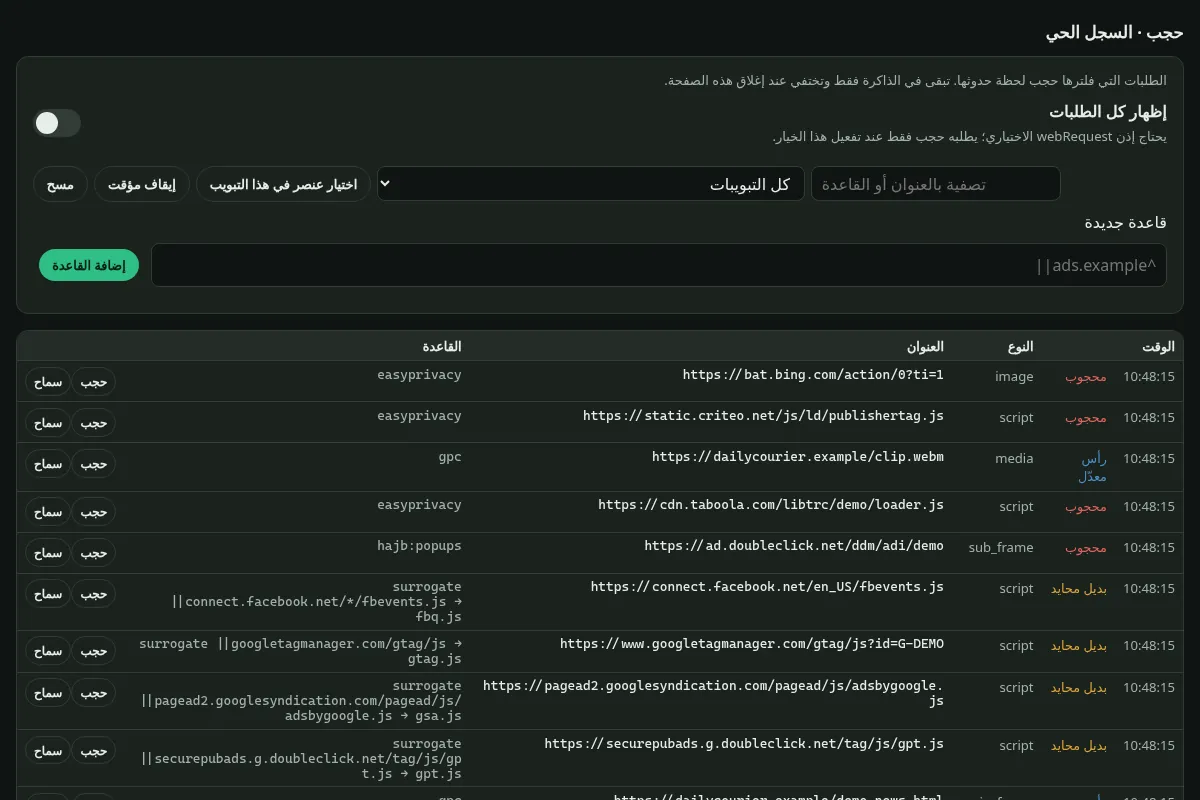 حجب · السجل الحي
الطلبات التي فلترها حجب لحظة حدوثها. تبقى في الذاكرة فقط وتختفي عند إغلاق هذه الصفحة.
إظهار كل الطلبات
يحتاج إذن webRequest الاختياري؛ يطلبه حجب فقط عند تفعيل هذا الخيار.
تصفية بالعنوان أو القاعدة كل التبويبات اختيار عنصر في هذا التبويب إيقاف مؤقت مسح
قاعدة جديدة
||ads.example^ إضافة القاعدة
الوقت النوع العنوان القاعدة
10:48:15 محجوب image https://bat.bing.com/action/0?ti=1 easyprivacy حجب سماح
10:48:15 محجوب script https://static.criteo.net/js/ld/publishertag.js easyprivacy حجب سماح
10:48:15 رأس media https://dailycourier.example/clip.webm gpc حجب سماح
معدّل
10:48:15 محجوب script https://cdn.taboola.com/libtrc/demo/loader.js easyprivacy حجب سماح
10:48:15 محجوب sub_frame https://ad.doubleclick.net/ddm/adi/demo hajb:popups حجب سماح
10:48:15 بديل محايد script https://connect.facebook.net/en_US/fbevents.js surrogate حجب سماح
||connect.facebook.net/*/fbevents.js →
fbq.js
10:48:15 بديل محايد script https://www.googletagmanager.com/gtag/js?id=G-DEMO surrogate ||googletagmanager.com/gtag/js → حجب سماح
gtag.js
10:48:15 بديل محايد script https://pagead2.googlesyndication.com/pagead/js/adsbygoogle. surrogate حجب سماح
js ||pagead2.googlesyndication.com/pagead/js/
adsbygoogle.js → gsa.js
10:48:15 بديل محايد script https://securepubads.g.doubleclick.net/tag/js/gpt.js surrogate حجب سماح
||securepubads.g.doubleclick.net/tag/js/gp
t.js → gpt.js